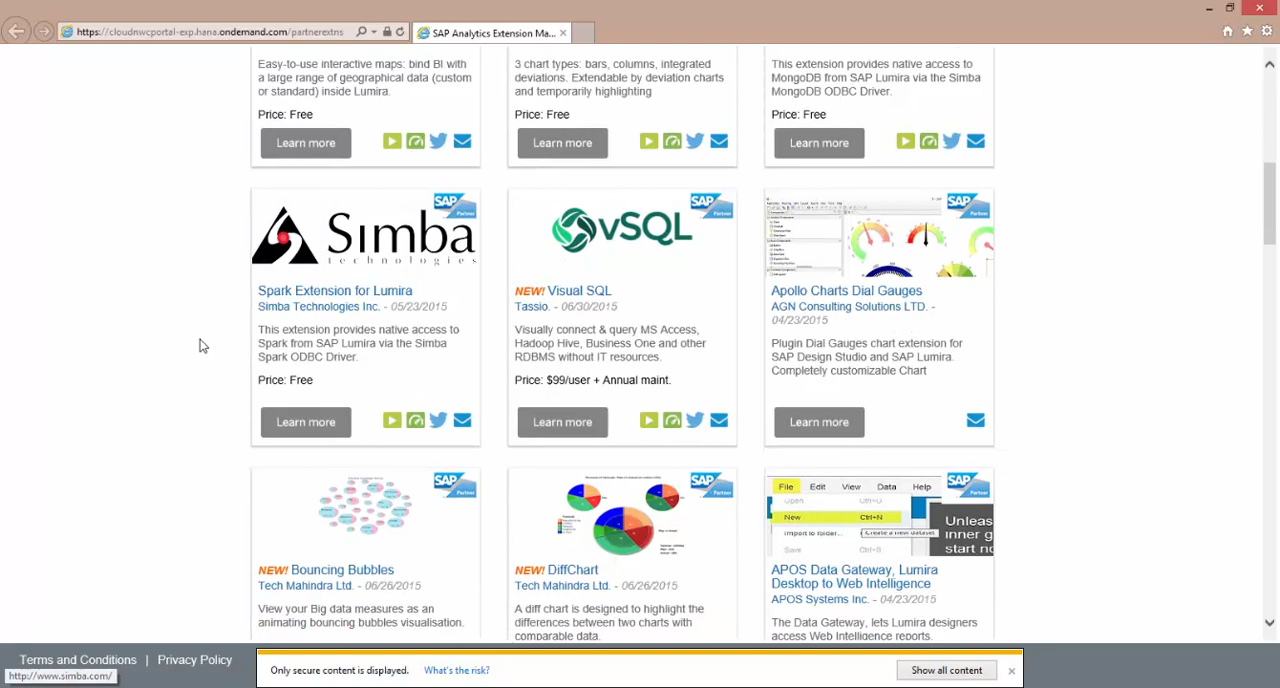 https://cloudnwcportal-exp.hana.ondemand.com/partnerextns
SAP Analytics Extension Ma...
Easy-to-use interactive maps: bind BI with
a large range of geographical data (custom
or standard) inside Lumira.
Price: Free
Learn more
3 chart types: bars, columns, integrated
deviations. Extendable by deviation charts
and temporarily highlighting
Price: Free
Learn more
This extension provides native access to
MongoDB from SAP Lumira via the Simba
MongoDB ODBC Driver.
Price: Free
Learn more
SAP
Partner
Simba
Technologies
Spark Extension for Lumira
Simba Technologies Inc. - 05/23/2015
This extension provides native access to
Spark from SAP Lumira via the Simba
Spark ODBC Driver.
Price: Free
Learn more
SAP
Partner
vSQL
NEW! Visual SQL
Tassio. - 06/30/2015
Visually connect & query MS Access,
Hadoop Hive, Business One and other
RDBMS without IT resources.
Price: $99/user + Annual maint.
Learn more
SAP
Partner
Apollo Charts Dial Gauges
AGN Consulting Solutions LTD. -
04/23/2015
Plugin Dial Gauges chart extension for
SAP Design Studio and SAP Lumira.
Completely customizable Chart
Learn more
SAP
Partner
NEW! Bouncing Bubbles
Tech Mahindra Ltd. - 06/26/2015
View your Big data measures as an
animating bouncing bubbles visualisation.
SAP
Partner
NEW! DiffChart
Tech Mahindra Ltd. - 06/26/2015
A diff chart is designed to highlight the
differences between two charts with
comparable data.
SAP
Partner
File Edit View Data Help
Open Ctrl+O
New Ctrl+N
Import to folder...
Create a new dataset
Save Ctrl+S
Unleas
inner g
start no
APOS Data Gateway, Lumira
Desktop to Web Intelligence
APOS Systems Inc. - 04/23/2015
The Data Gateway, lets Lumira designers
access Web Intelligence reports.
Terms and Conditions | Privacy Policy
http://www.simba.com/
Only secure content is displayed. What's the risk?
Show all content